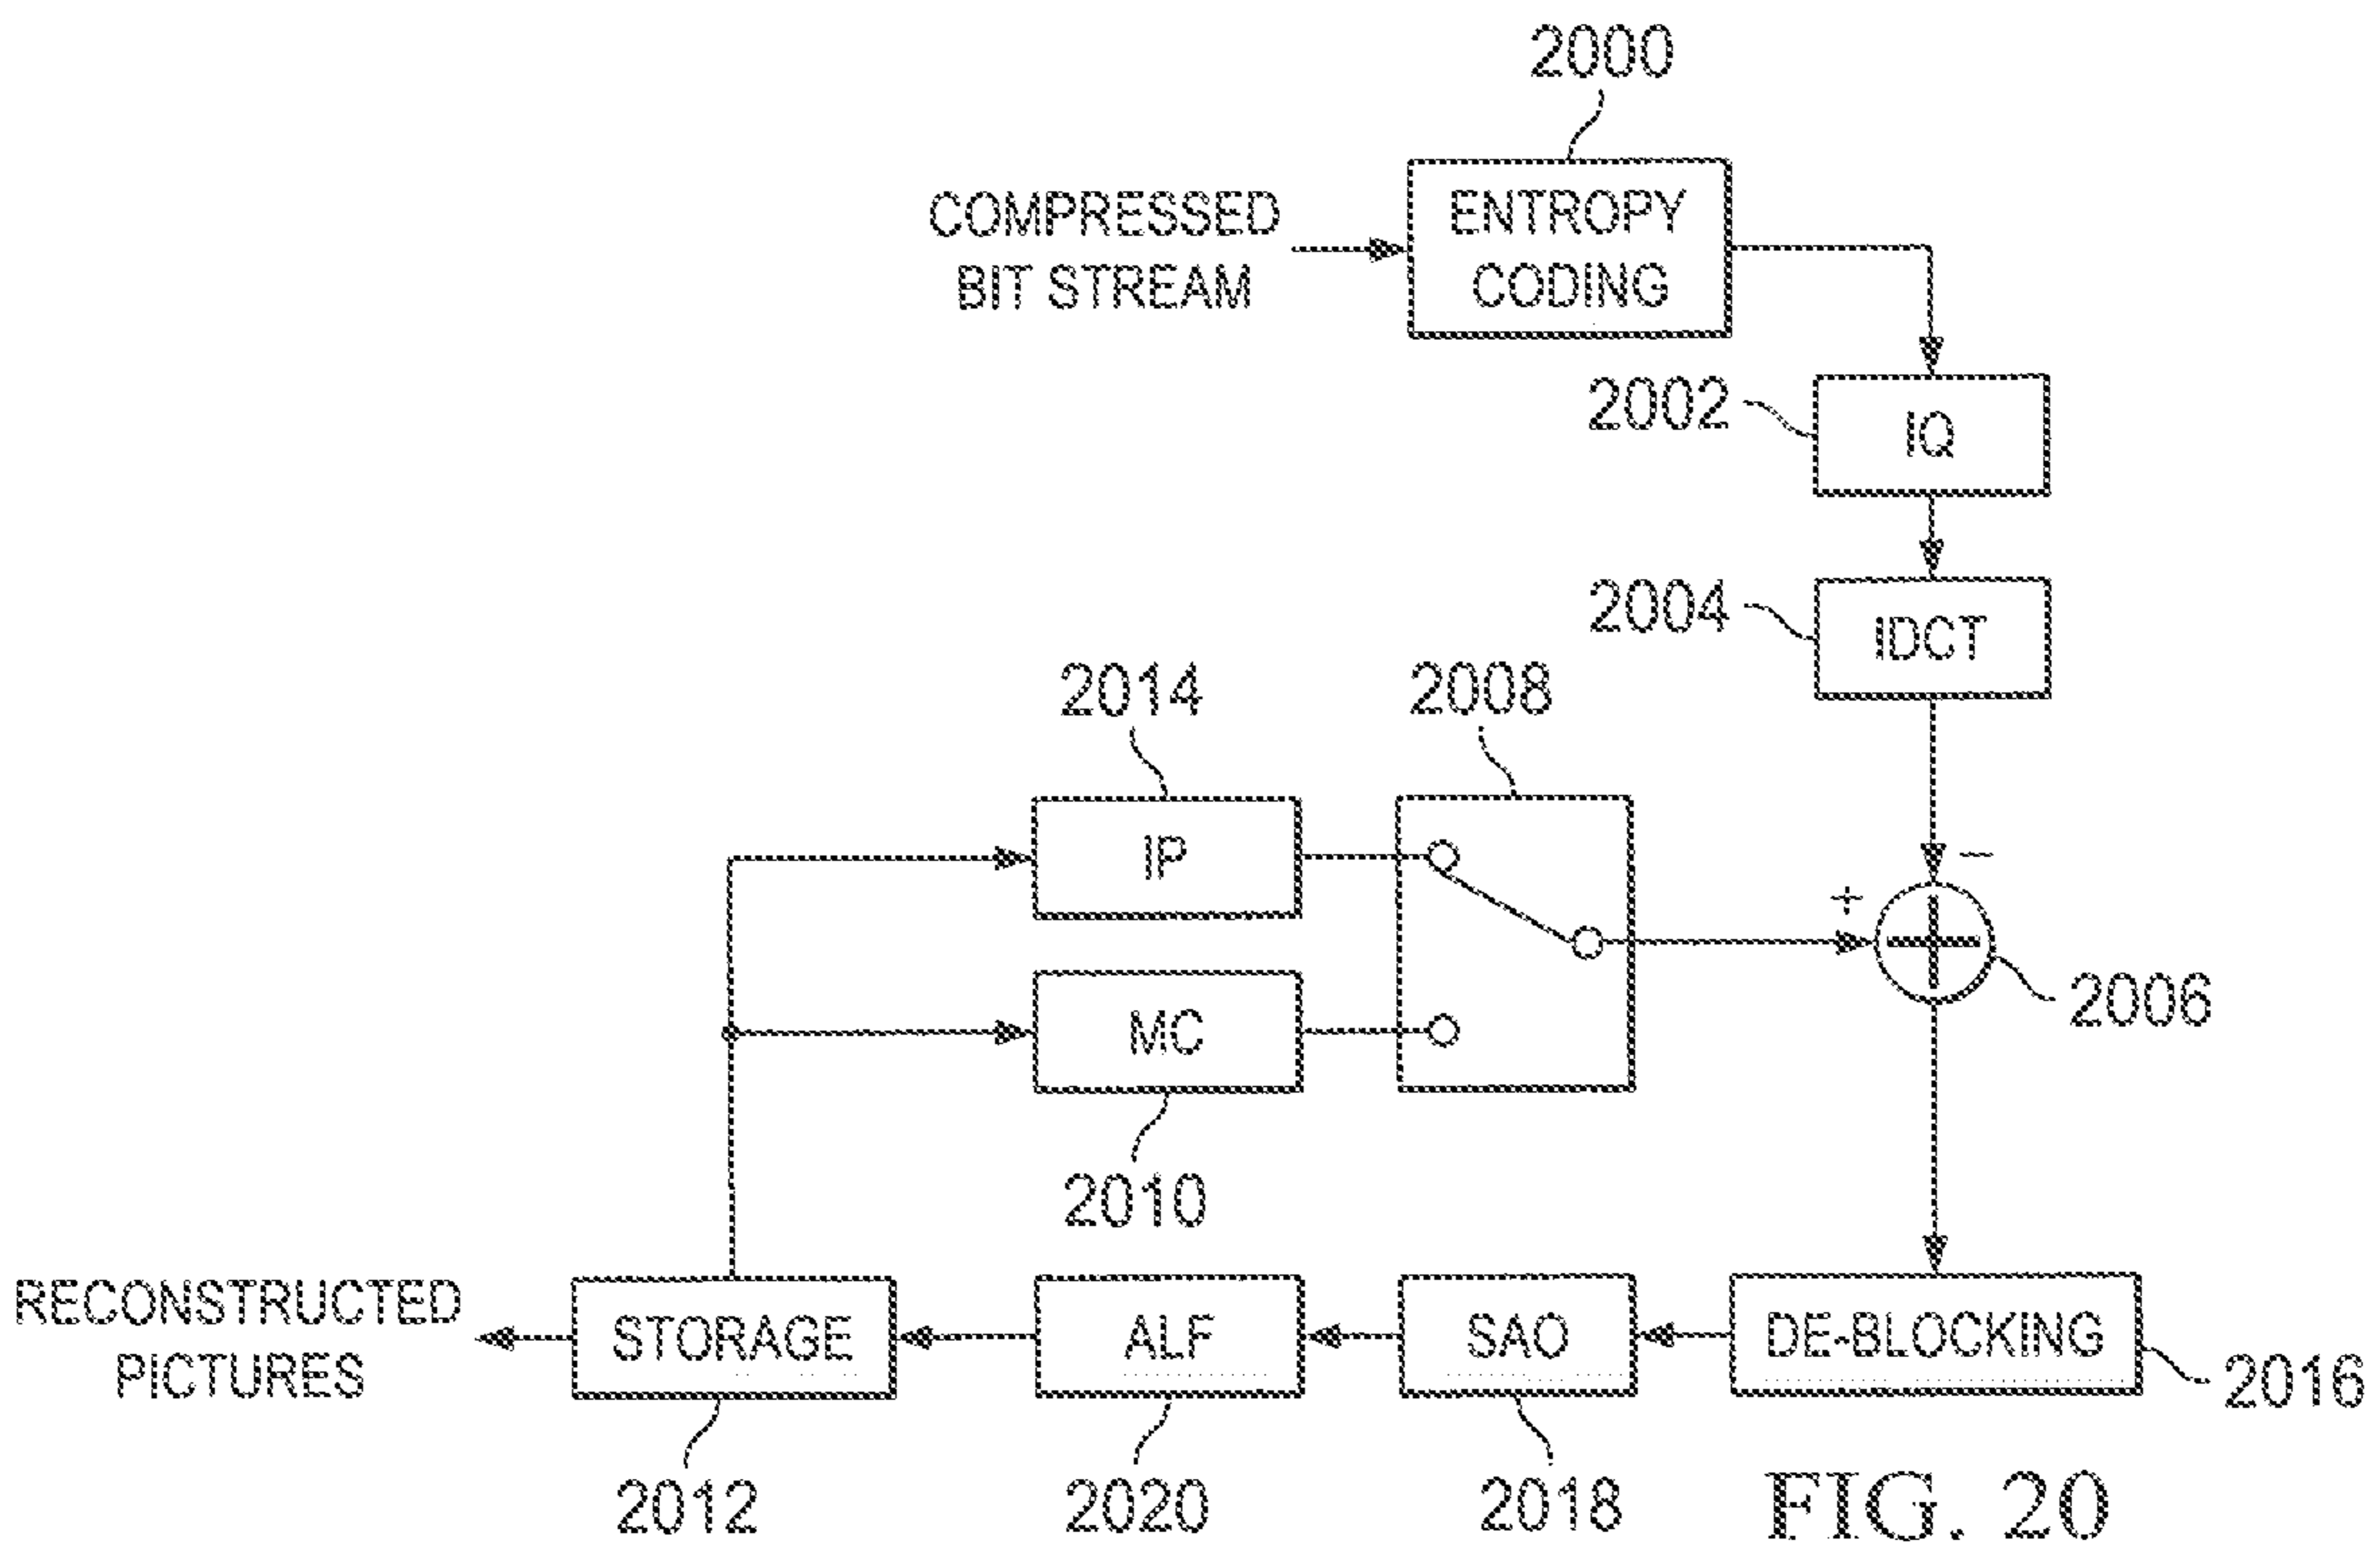 2000
COMPRESSED
BIT STREAM
ENTROPY
CODING
2002
IQ
2004
IDCT
2014
2008
IP
−
+
2006
MC
2010
RECONSTRUCTED
PICTURES
STORAGE
ALF
SAO
DE-BLOCKING
2016
2012
2020
2018
FIG. 20